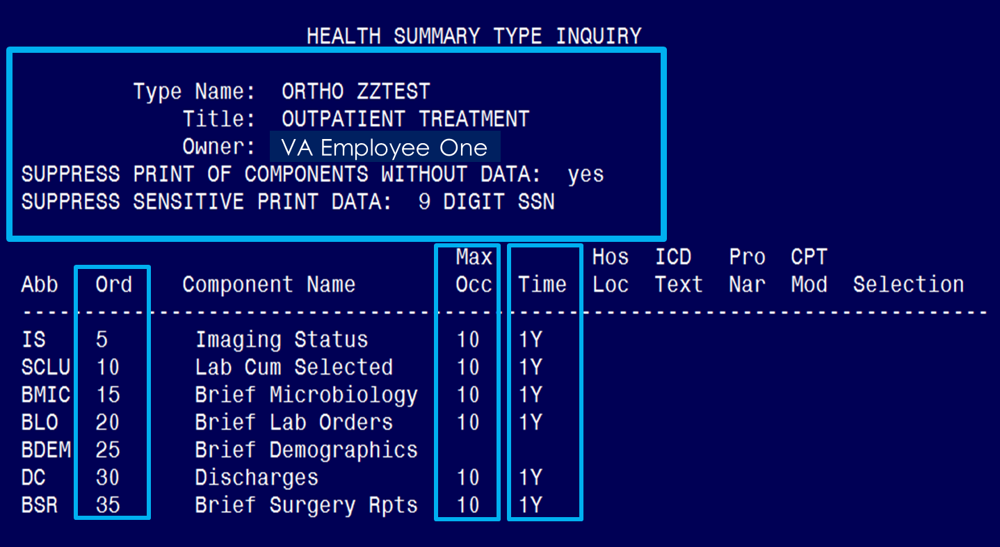 HEALTH SUMMARY TYPE INQUIRY
Type Name: ORTHO ZZTEST
Title: OUTPATIENT TREATMENT
Owner: VA Employee One
SUPPRESS PRINT OF COMPONENTS WITHOUT DATA: yes
SUPPRESS SENSITIVE PRINT DATA: 9 DIGIT SSN
Max Hos ICD Pro CPT
Abb Ord Component Name Occ Time Loc Text Nar Mod Selection
IS 5 Imaging Status 10 1Y
SCLU 10 Lab Cum Selected 10 1Y
BMIC 15 Brief Microbiology 10 1Y
BLO 20 Brief Lab Orders 10 1Y
BDEM 25 Brief Demographics
DC 30 Discharges 10 1Y
BSR 35 Brief Surgery Rpts 10 1Y